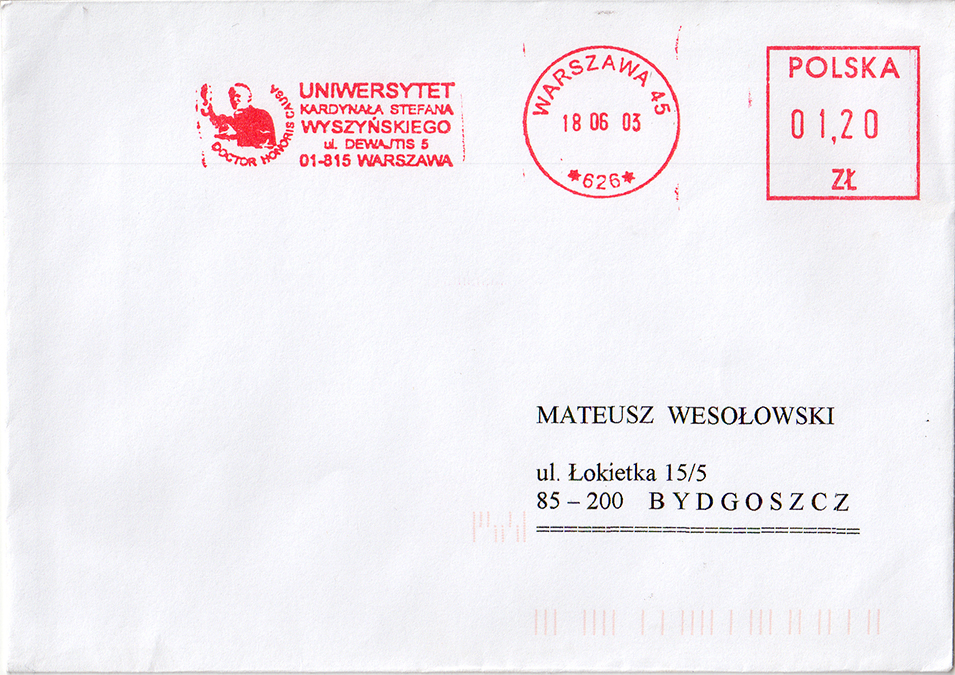 DOCTOR HONORIS CAUSA
UNIWERSYTET
KARDYNAŁA STEFANA
WYSZYŃSKIEGO
ul. DEWAJTIS 5
01-815 WARSZAWA
WARSZAWA 45
18 06 03
*626*
POLSKA
01,20
ZŁ
MATEUSZ WESOŁOWSKI
ul. Łokietka 15/5
85 – 200 BYDGOSZCZ